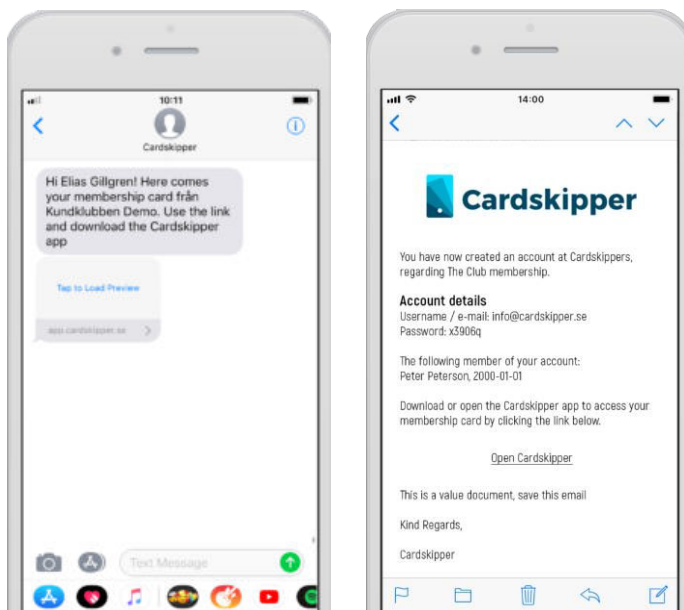 10:11
Cardskipper
Hi Elias Gillgren! Here comes
your membership card från
Kundklubben Demo. Use the link
and download the Cardskipper
app
Tap to Load Preview
app.cardskipper.se
Text Message
14:00
Cardskipper
You have now created an account at Cardskippers,
regarding The Club membership.
Account details
Username / e-mail: info@cardskipper.se
Password: x3906q
The following member of your account:
Peter Peterson, 2000-01-01
Download or open the Cardskipper app to access your
membership card by clicking the link below.
Open Cardskipper
This is a value document, save this email
Kind Regards,
Cardskipper